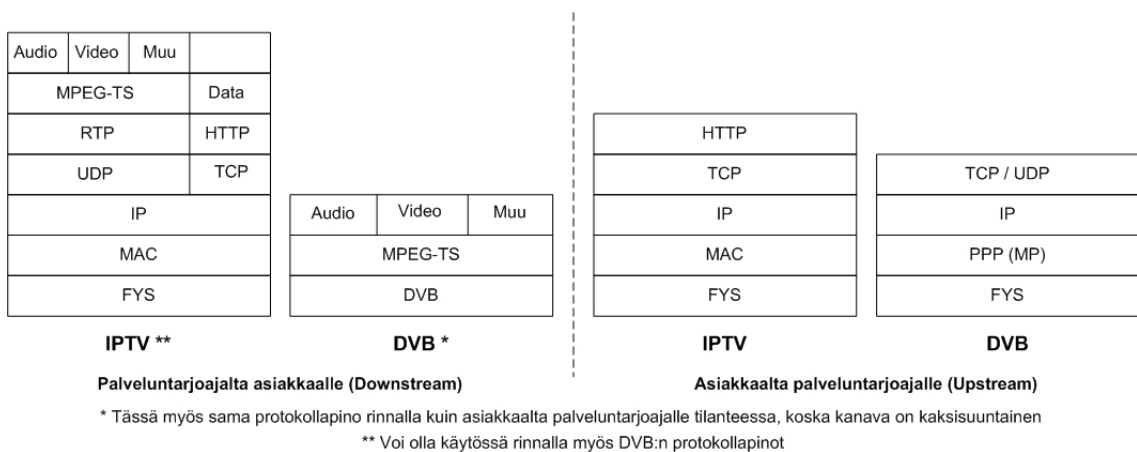 Audio Video Muu
MPEG-TS Data
RTP HTTP
UDP TCP
IP
MAC
FYS
IPTV **
Audio Video Muu
MPEG-TS
DVB
DVB *
Palveluntarjoajalta asiakkaalle (Downstream)
HTTP
TCP
IP
MAC
FYS
IPTV
TCP / UDP
IP
PPP (MP)
FYS
DVB
Asiakkaalta palveluntarjoajalle (Upstream)
* Tässä myös sama protokollapino rinnalla kuin asiakkaalta palveluntarjoajalle tilanteessa, koska kanava on kaksisuuntainen
** Voi olla käytössä rinnalla myös DVB:n protokollapinot